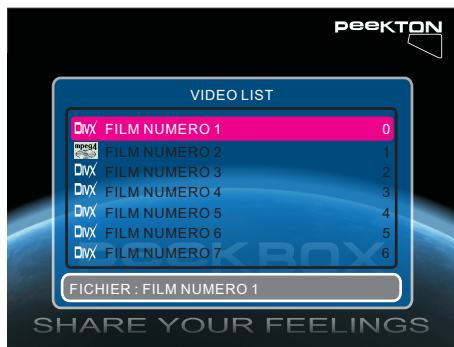 PEEKTON
VIDEO LIST
DIVX FILM NUMERO 1 0
mpeg4 FILM NUMERO 2 1
DIVX FILM NUMERO 3 2
DIVX FILM NUMERO 4 3
DIVX FILM NUMERO 5 4
DIVX FILM NUMERO 6 5
DIVX FILM NUMERO 7 6
PEEKBOX
FICHIER : FILM NUMERO 1
SHARE YOUR FEELINGS